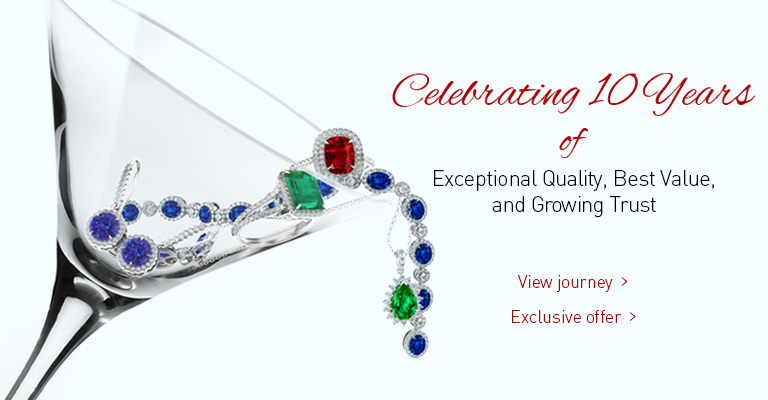 Celebrating 10 Years
of
Exceptional Quality, Best Value,
and Growing Trust
View journey >
Exclusive offer >